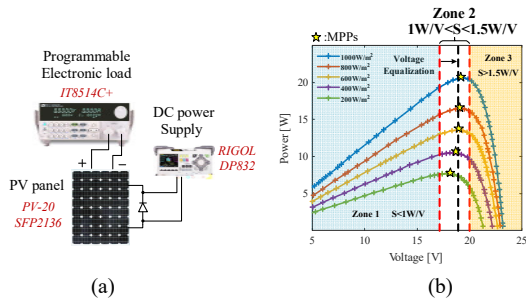 Programmable
Electronic load
IT8514C+
DC power
Supply
RIGOL
DP832
+
−
PV panel
PV-20
SFP2136
(a)
Zone 2
1W/V<S<1.5W/V
:MPPs
1000W/m²
800W/m²
600W/m²
400W/m²
200W/m²
Voltage
Equalization
Zone 3
S>1.5W/V
Zone 1 S<1W/V
Power [W]
25
20
15
10
5
0
5 10 15 20 25
Voltage [V]
(b)